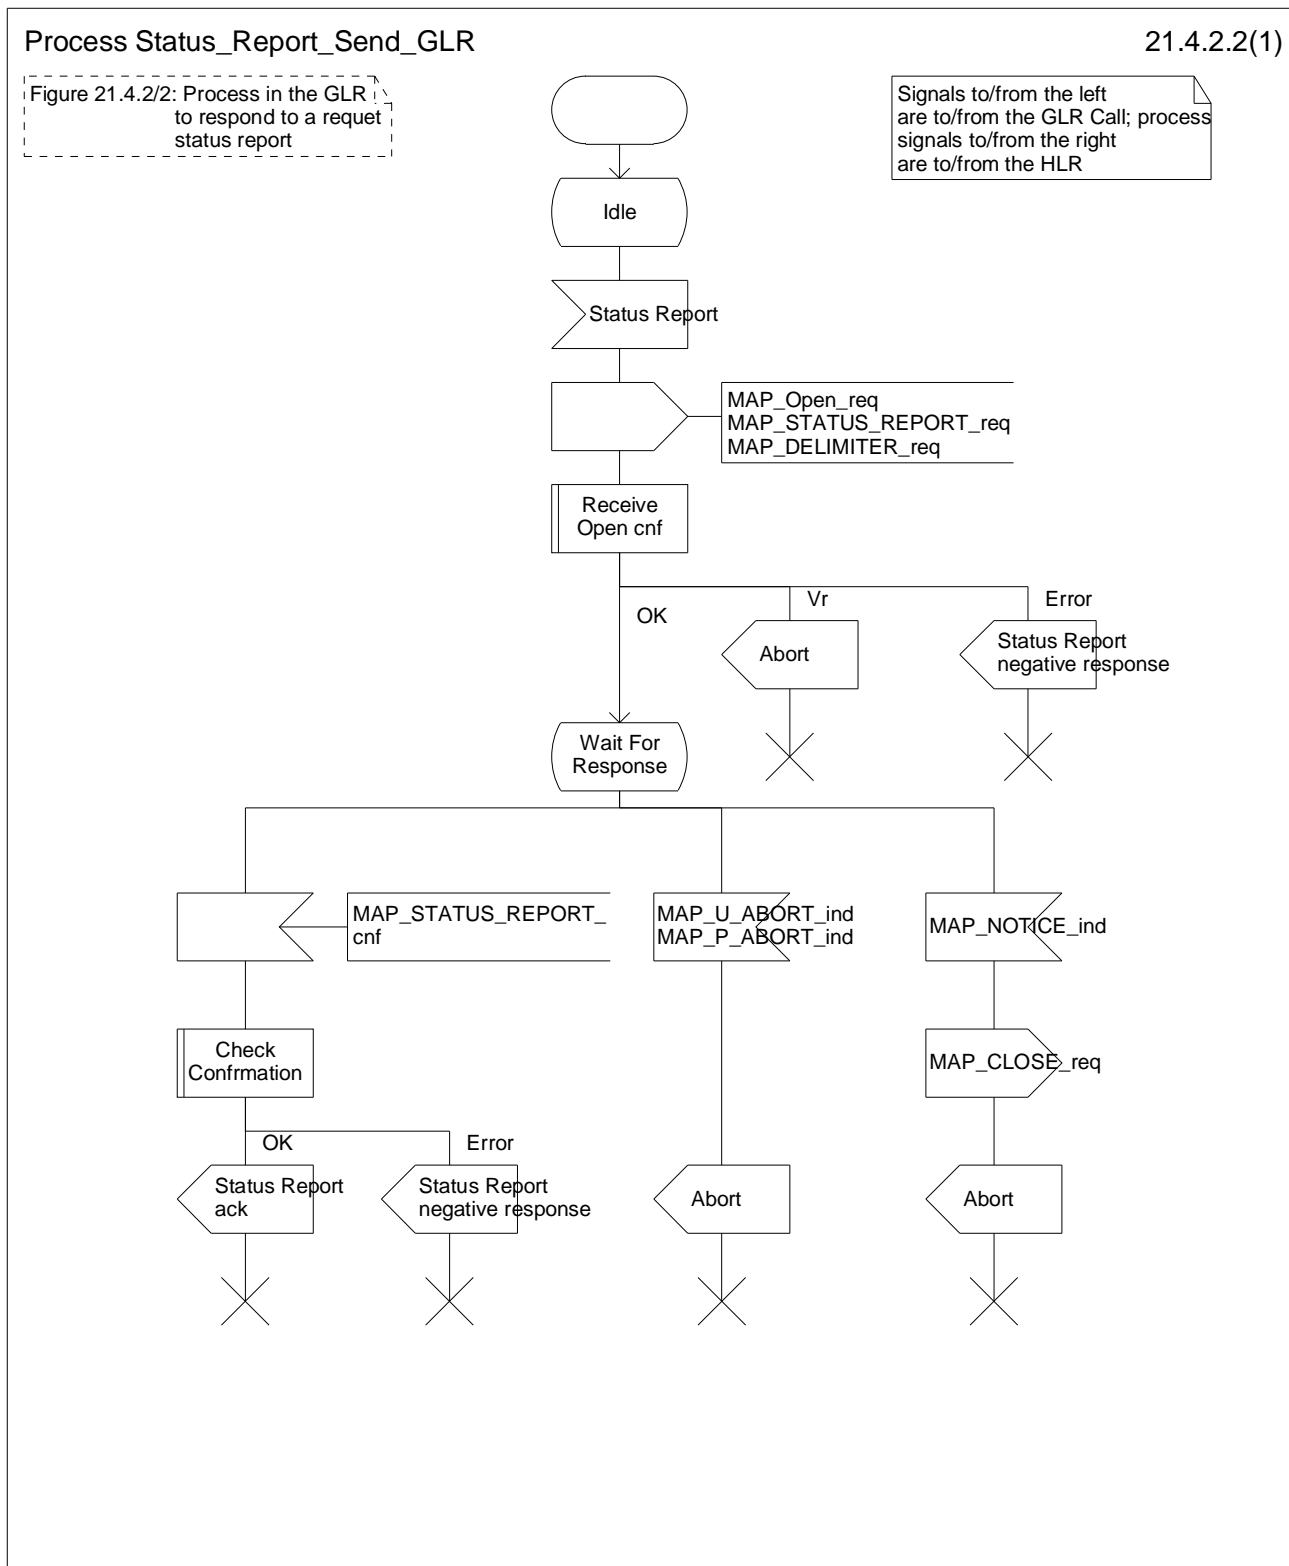 Process Status_Report_Send_GLR
21.4.2.2(1)
Figure 21.4.2/2: Process in the GLR
to respond to a requet
status report
Signals to/from the left
are to/from the GLR Call; process
signals to/from the right
are to/from the HLR
Idle
Status Report
MAP_Open_req
MAP_STATUS_REPORT_req
MAP_DELIMITER_req
Receive
Open cnf
OK
Vr
Error
Abort
Status Report
negative response
Wait For
Response
MAP_STATUS_REPORT_
cnf
MAP_U_ABORT_ind
MAP_P_ABORT_ind
MAP_NOTICE_ind
Check
Confrmation
MAP_CLOSE_req
OK
Error
Status Report
ack
Status Report
negative response
Abort
Abort